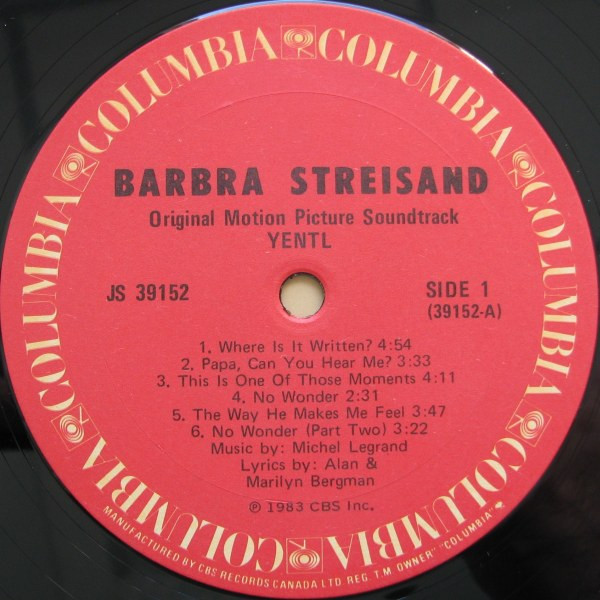 BARBRA STREISAND
Original Motion Picture Soundtrack
YENTL
JS 39152
SIDE 1
(39152-A)
1. Where Is It Written? 4:54
2. Papa, Can You Hear Me? 3:33
3. This Is One Of Those Moments 4:11
4. No Wonder 2:31
5. The Way He Makes Me Feel 3:47
6. No Wonder (Part Two) 3:22
Music by: Michel Legrand
Lyrics by: Alan &
Marilyn Bergman
℗ 1983 CBS Inc.
COLUMBIA COLUMBIA COLUMBIA COLUMBIA COLUMBIA COLUMBIA COLUMBIA
MANUFACTURED BY CBS RECORDS CANADA LTD REG T.M OWNER "COLUMBIA"